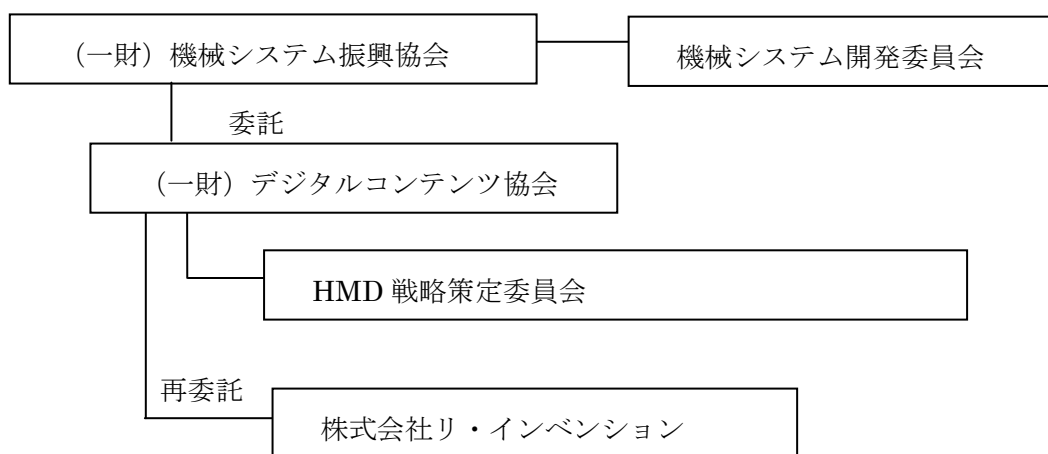 （一財）機械システム振興協会
機械システム開発委員会
委託
（一財）デジタルコンテンツ協会
HMD 戦略策定委員会
再委託
株式会社リ・インベンション